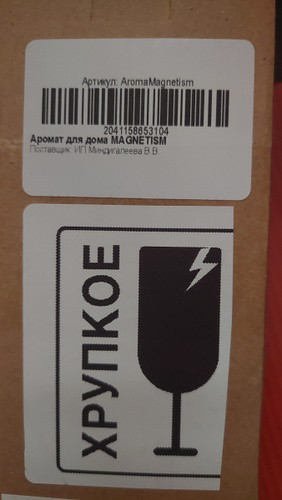 Артикул: AromaMagnetism
2041158653104
Аромат для дома MAGNETISM
Поставщик: ИП Миндигалеева В.В.
ХРУПКОЕ